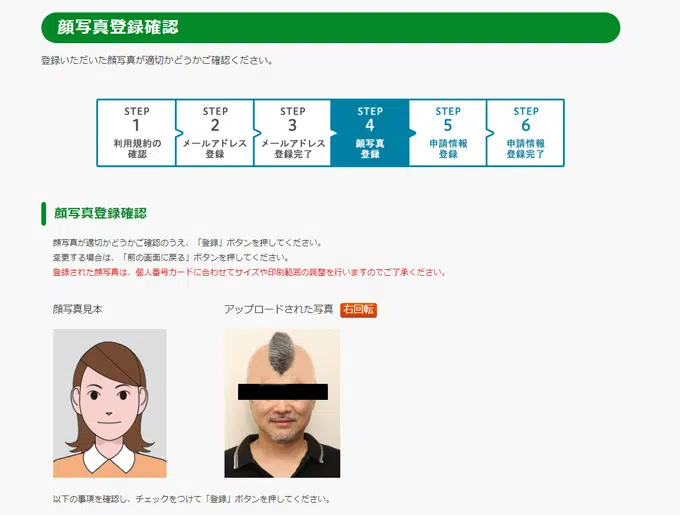 顔写真登録確認
登録いただいた顔写真が適切かどうかご確認ください。
STEP
1
利用規約の
確認
STEP
2
メールアドレス
登録
STEP
3
メールアドレス
登録完了
STEP
4
顔写真
登録
STEP
5
申請情報
登録
STEP
6
申請情報
登録完了
顔写真登録確認
顔写真が適切かどうかご確認のうえ、「登録」ボタンを押してください。
変更する場合は、「前の画面に戻る」ボタンを押してください。
登録された顔写真は、個人番号カードに合わせてサイズや印刷範囲の調整を行いますのでご了承ください。
顔写真見本
アップロードされた写真 右回転
以下の事項を確認し、チェックをつけて「登録」ボタンを押してください。